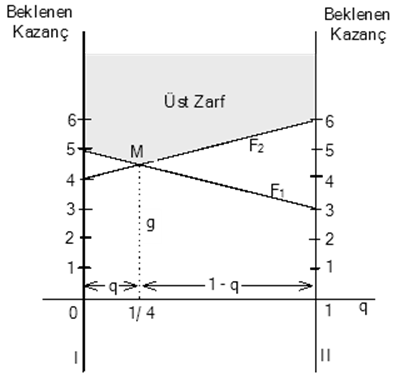 Beklenen
Kazanç
Beklenen
Kazanç
Üst Zarf
6
5
4
3
2
1
M
F2
F1
g
6
5
4
3
2
1
q
1 - q
0
1/ 4
1
q
I
II